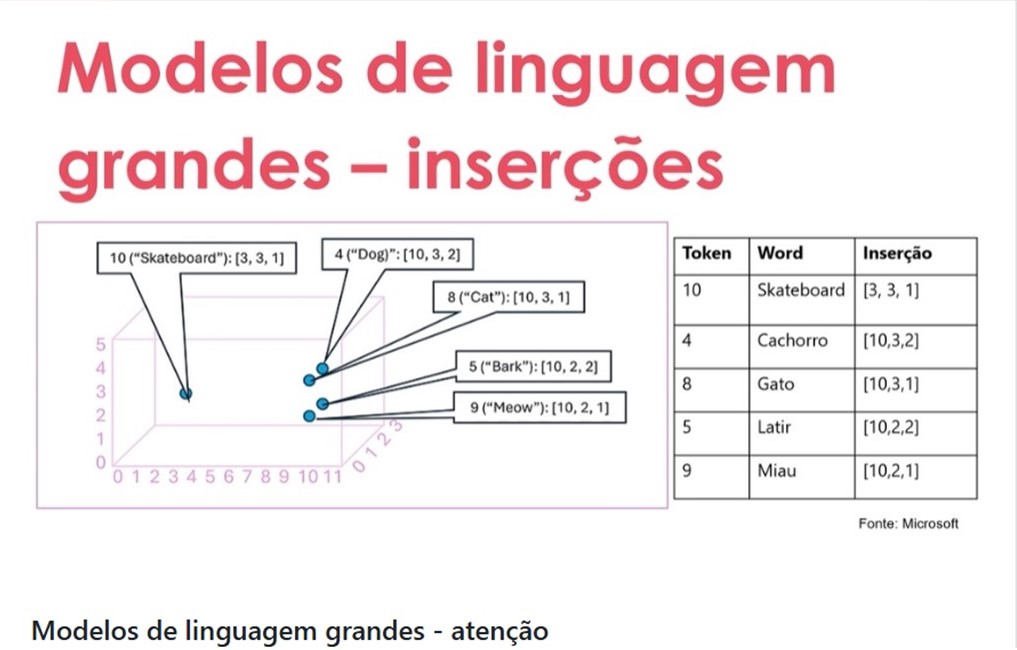 Modelos de linguagem
grandes – inserções
10 (“Skateboard”): [3, 3, 1]
4 (“Dog)”: [10, 3, 2]
8 (“Cat”): [10, 3, 1]
5 (“Bark”): [10, 2, 2]
9 (“Meow”): [10, 2, 1]
5
4
3
2
1
0
0 1 2 3 4 5 6 7 8 9 10 11
0 1 2 3
Token Word Inserção
10 Skateboard [3, 3, 1]
4 Cachorro [10,3,2]
8 Gato [10,3,1]
5 Latir [10,2,2]
9 Miau [10,2,1]
Fonte: Microsoft
Modelos de linguagem grandes - atenção